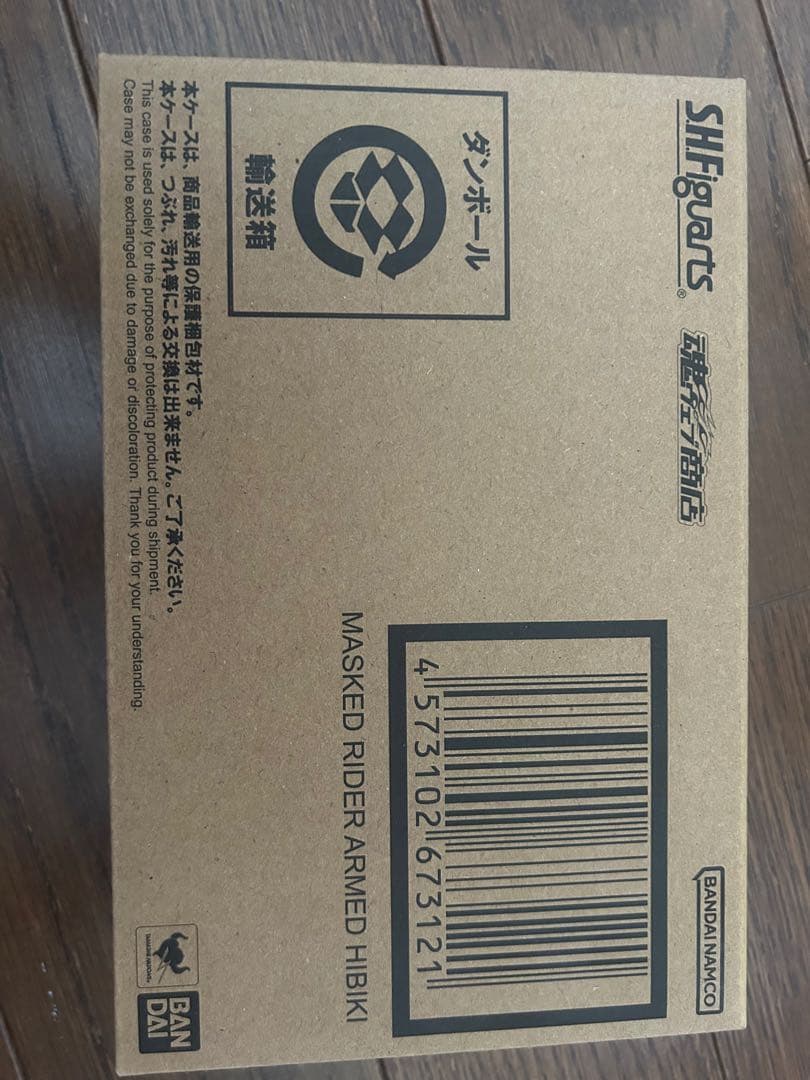 S.H.Figuarts®
魂ウェブ商店
BANDAI NAMCO
ダンボール
輸送箱
4 573102 673121
MASKED RIDER ARMED HIBIKI
本ケースは、商品輸送用の保護梱包材です。
本ケースは、つぶれ、汚れ等による交換は出来ません。ご了承ください。
This case is used solely for the purpose of protecting product during shipment.
Case may not be exchanged due to damage or discoloration. Thank you for your understanding.
TAMASHII NATIONS
BAN
DAI